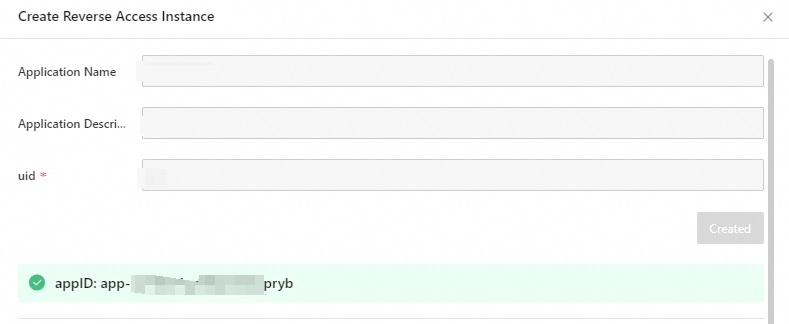 Create Reverse Access Instance
Application Name
Application Descri...
uid *
Created
appID: app- pryb